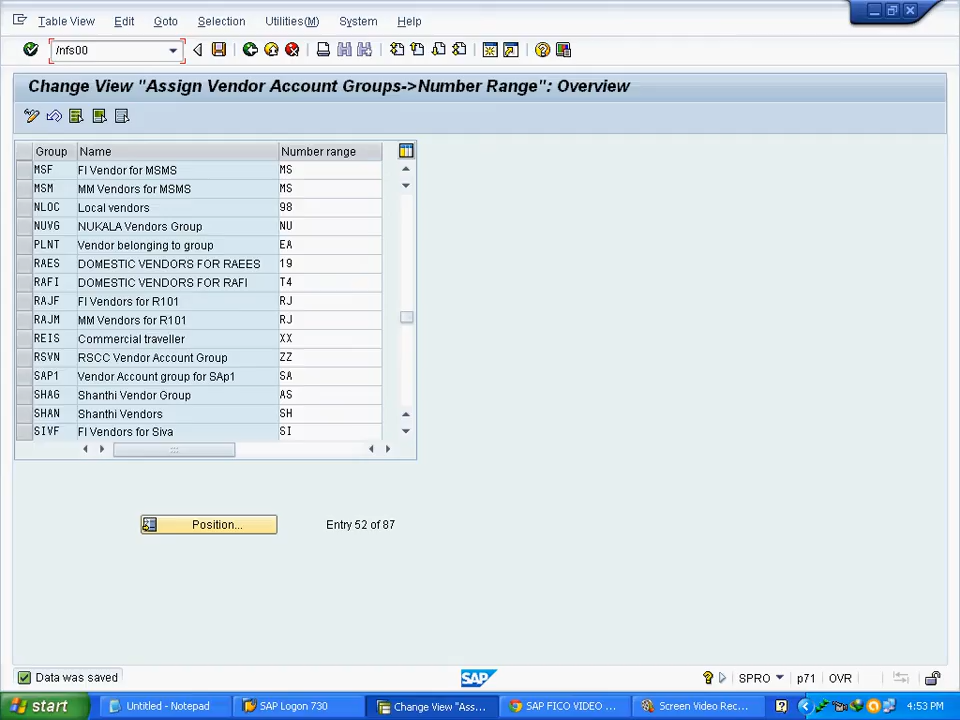 Table View Edit Goto Selection Utilities(M) System Help
/nfs00
Change View "Assign Vendor Account Groups->Number Range": Overview
Group Name Number range
MSF FI Vendor for MSMS MS
MSM MM Vendors for MSMS MS
NLOC Local vendors 98
NUVG NUKALA Vendors Group NU
PLNT Vendor belonging to group EA
RAES DOMESTIC VENDORS FOR RAEES 19
RAFI DOMESTIC VENDORS FOR RAFI T4
RAJF FI Vendors for R101 RJ
RAJM MM Vendors for R101 RJ
REIS Commercial traveller XX
RSVN RSCC Vendor Account Group ZZ
SAP1 Vendor Account group for SAp1 SA
SHAG Shanthi Vendor Group AS
SHAN Shanthi Vendors SH
SIVF FI Vendors for Siva SI
Position... Entry 52 of 87
Data was saved SAP SPRO p71 OVR
start Untitled - Notepad SAP Logon 730 Change View "Ass... SAP FICO VIDEO ... Screen Video Rec... 4:53 PM